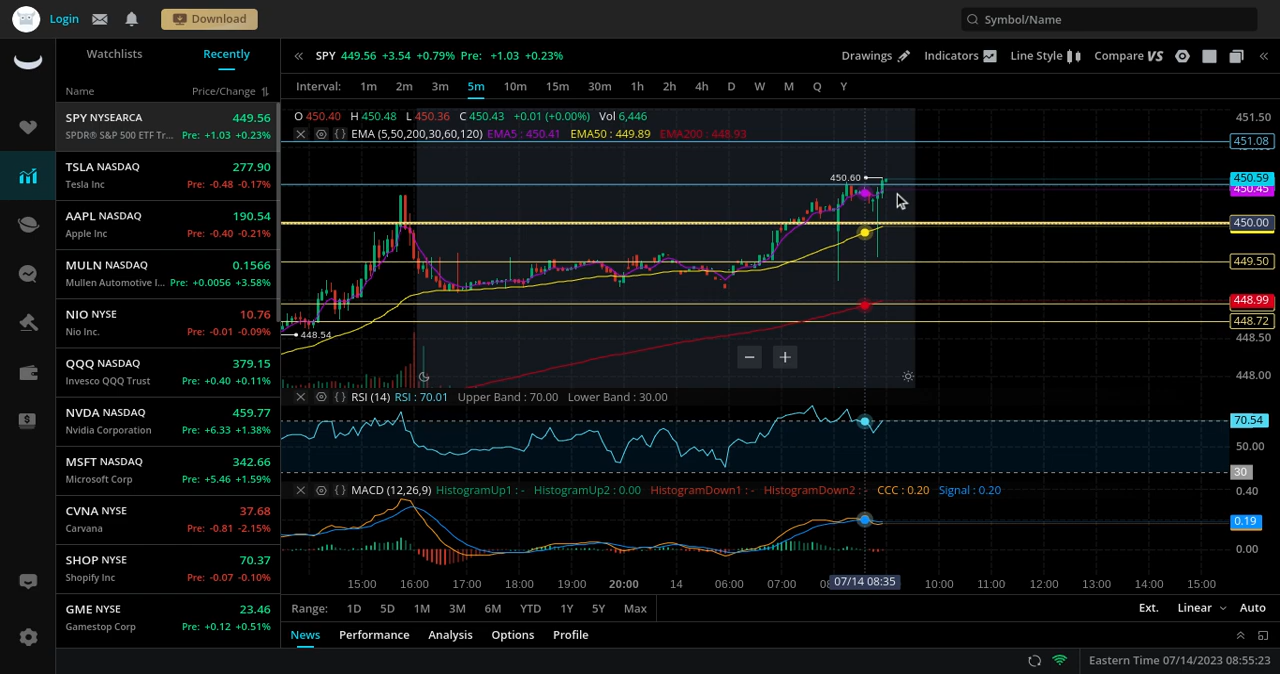 Login
Download
Symbol/Name
Watchlists Recently
Name Price/Change
SPY NYSEARCA 449.56
SPDR® S&P 500 ETF Tr... Pre: +1.03 +0.23%
TSLA NASDAQ 277.90
Tesla Inc Pre: -0.48 -0.17%
AAPL NASDAQ 190.54
Apple Inc Pre: -0.40 -0.21%
MULN NASDAQ 0.1566
Mullen Automotive I... Pre: +0.0056 +3.58%
NIO NYSE 10.76
Nio Inc. Pre: -0.01 -0.09%
QQQ NASDAQ 379.15
Invesco QQQ Trust Pre: +0.40 +0.11%
NVDA NASDAQ 459.77
Nvidia Corporation Pre: +6.33 +1.38%
MSFT NASDAQ 342.66
Microsoft Corp Pre: +5.46 +1.59%
CVNA NYSE 37.68
Carvana Pre: -0.81 -2.15%
SHOP NYSE 70.37
Shopify Inc Pre: -0.07 -0.10%
GME NYSE 23.46
Gamestop Corp Pre: +0.12 +0.51%
SPY 449.56 +3.54 +0.79% Pre: +1.03 +0.23%
Drawings Indicators Line Style Compare VS
Interval: 1m 2m 3m 5m 10m 15m 30m 1h 2h 4h D W M Q Y
O 450.40 H 450.48 L 450.36 C 450.43 +0.01 (+0.00%) Vol 6,446
EMA (5,50,200,30,60,120) EMA5 : 450.41 EMA50 : 449.89 EMA200 : 448.93
450.60
448.54
451.50
451.08
450.59
450.45
450.00
449.50
448.99
448.72
448.50
448.00
RSI (14) RSI : 70.01 Upper Band : 70.00 Lower Band : 30.00
70.54
50.00
30
MACD (12,26,9) HistogramUp1 : - HistogramUp2 : 0.00 HistogramDown1 : - HistogramDown2 : - CCC : 0.20 Signal : 0.20
0.40
0.19
0.00
15:00 16:00 17:00 18:00 19:00 20:00 14 06:00 07:00 07/14 08:35 10:00 11:00 12:00 13:00 14:00 15:00
Range: 1D 5D 1M 3M 6M YTD 1Y 5Y Max
Ext. Linear Auto
News Performance Analysis Options Profile
Eastern Time 07/14/2023 08:55:23